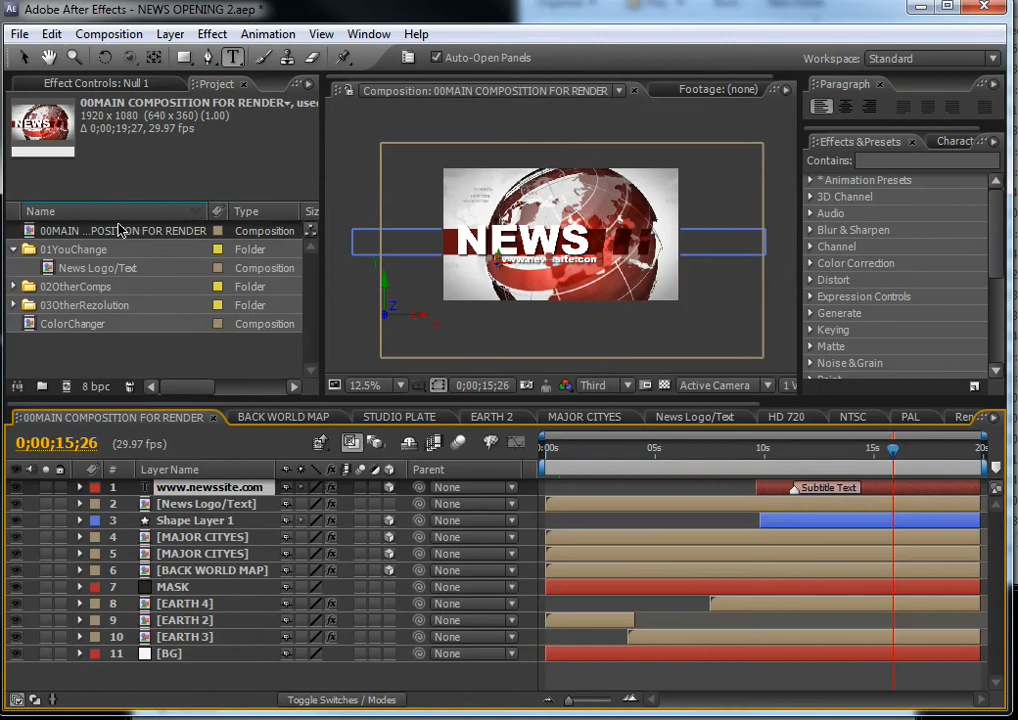 Adobe After Effects - NEWS OPENING 2.aep *
File Edit Composition Layer Effect Animation View Window Help
Auto-Open Panels
Workspace: Standard
Effect Controls: Null 1 Project
Composition: 00MAIN COMPOSITION FOR RENDER
Footage: (none)
Paragraph
00MAIN COMPOSITION FOR RENDER▾, used
1920 x 1080 (640 x 360) (1.00)
Δ 0;00;19;27, 29.97 fps
NEWS
Name Type Siz
00MAIN ...POSITION FOR RENDER Composition
01YouChange Folder
News Logo/Text Composition
02OtherComps Folder
03OtherRezolution Folder
ColorChanger Composition
8 bpc
NEWS
www.newssite.com
Y
Z
X
12.5% 0;00;15;26 Third Active Camera 1 V
Effects & Presets Charact
Contains:
* Animation Presets
3D Channel
Audio
Blur & Sharpen
Channel
Color Correction
Distort
Expression Controls
Generate
Keying
Matte
Noise & Grain
00MAIN COMPOSITION FOR RENDER BACK WORLD MAP STUDIO PLATE EARTH 2 MAJOR CITYES News Logo/Text HD 720 NTSC PAL Ren
0;00;15;26 (29.97 fps)
:00s 05s 10s 15s 20s
# Layer Name Parent
1 www.newssite.com None Subtitle Text
2 [News Logo/Text] None
3 Shape Layer 1 None
4 [MAJOR CITYES] None
5 [MAJOR CITYES] None
6 [BACK WORLD MAP] None
7 MASK None
8 [EARTH 4] None
9 [EARTH 2] None
10 [EARTH 3] None
11 [BG] None
Toggle Switches / Modes